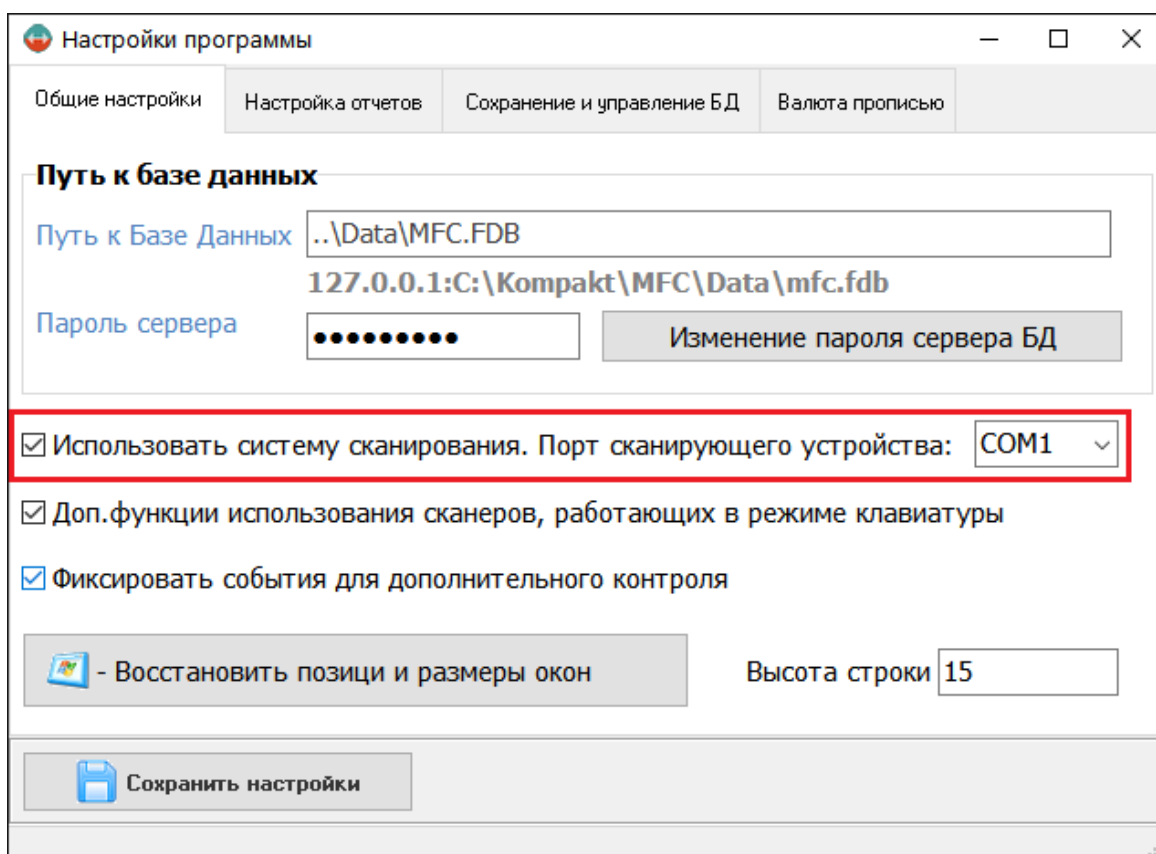 Настройки программы
Общие настройки Настройка отчетов Сохранение и управление БД Валюта прописью
Путь к базе данных
Путь к Базе Данных ..\Data\MFC.FDB
127.0.0.1:C:\Kompakt\MFC\Data\mfc.fdb
Пароль сервера ●●●●●●●●● Изменение пароля сервера БД
Использовать систему сканирования. Порт сканирующего устройства: COM1
Доп.функции использования сканеров, работающих в режиме клавиатуры
Фиксировать события для дополнительного контроля
- Восстановить позици и размеры окон Высота строки 15
Сохранить настройки